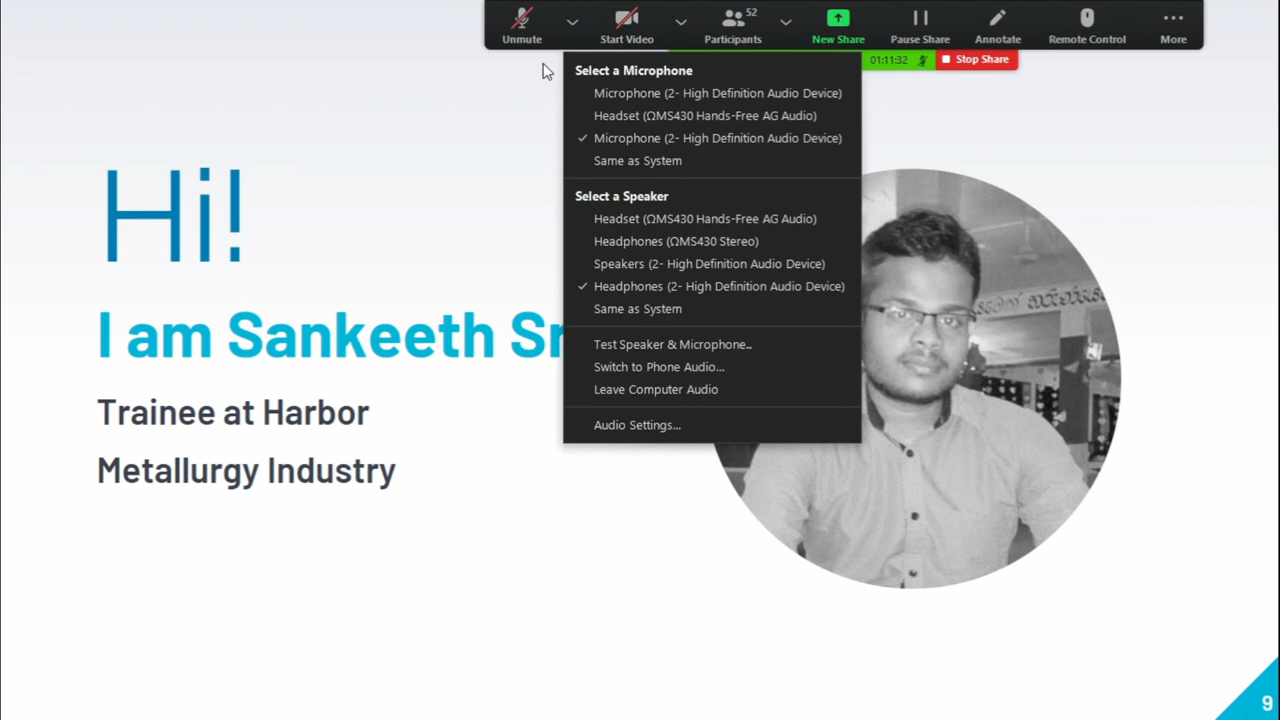 52
Unmute
Start Video
Participants
New Share
Pause Share
Annotate
Remote Control
More
01:11:32
Stop Share
Select a Microphone
Microphone (2- High Definition Audio Device)
Headset (ΩMS430 Hands-Free AG Audio)
Microphone (2- High Definition Audio Device)
Same as System
Select a Speaker
Headset (ΩMS430 Hands-Free AG Audio)
Headphones (ΩMS430 Stereo)
Speakers (2- High Definition Audio Device)
Headphones (2- High Definition Audio Device)
Same as System
Test Speaker & Microphone...
Switch to Phone Audio...
Leave Computer Audio
Audio Settings...
Hi!
I am Sankeeth Sr
Trainee at Harbor
Metallurgy Industry
9